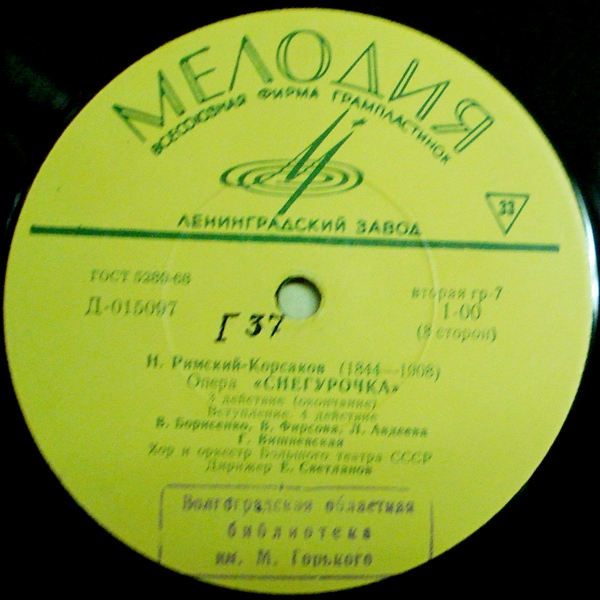 МЕЛОДИЯ
ВСЕСОЮЗНАЯ ФИРМА ГРАМПЛАСТИНОК
ЛЕНИНГРАДСКИЙ ЗАВОД
33
ГОСТ 5289-68
Д-015097
вторая гр-7
1-00
(8 сторон)
Г 37
Н. Римский-Корсаков (1844—1908)
Опера «СНЕГУРОЧКА»
3 действие (окончание)
Вступление. 4 действие
В. Борисенко, В. Фирсова, Л. Авдеева
Г. Вишневская
Хор и оркестр Большого театра СССР
Дирижер Е. Светланов
Волгоградская областная
библиотека
им. М. Горького